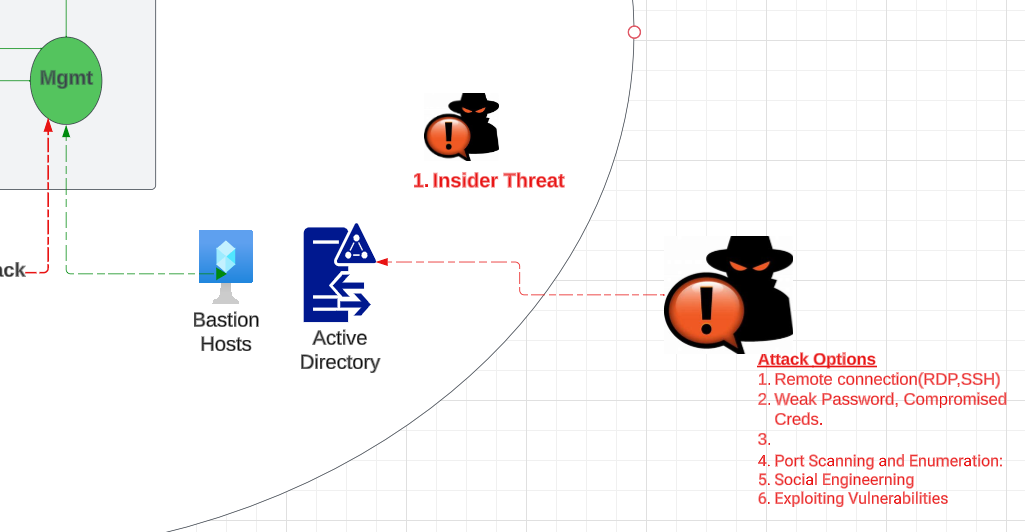 Mgmt
1. Insider Threat
ack
Bastion
Hosts
Active
Directory
Attack Options
1. Remote connection(RDP,SSH)
2. Weak Password, Compromised
Creds.
3.
4. Port Scanning and Enumeration:
5. Social Engineerning
6. Exploiting Vulnerabilities